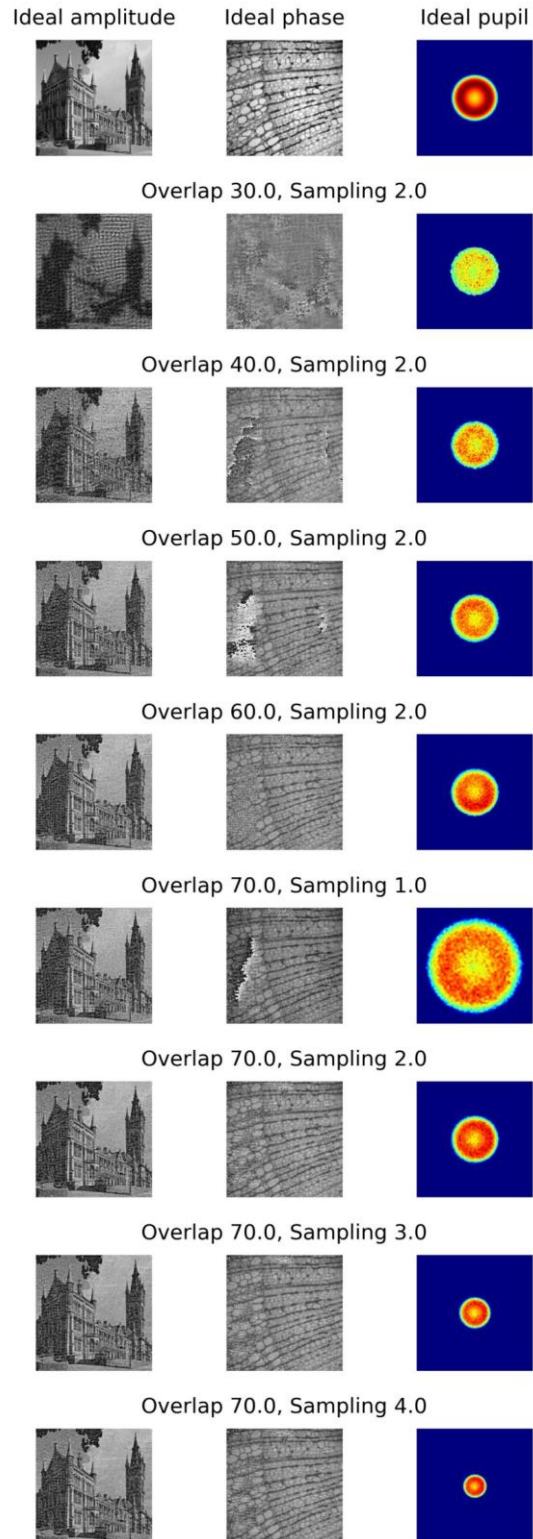 Ideal amplitude Ideal phase Ideal pupil
Overlap 30.0, Sampling 2.0
Overlap 40.0, Sampling 2.0
Overlap 50.0, Sampling 2.0
Overlap 60.0, Sampling 2.0
Overlap 70.0, Sampling 1.0
Overlap 70.0, Sampling 2.0
Overlap 70.0, Sampling 3.0
Overlap 70.0, Sampling 4.0